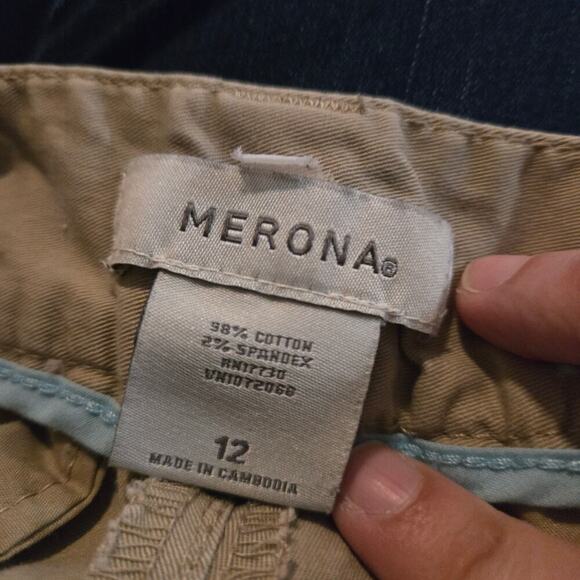 MERONA®
98% COTTON
2% SPANDEX
RN17730
VN1072068
12
MADE IN CAMBODIA